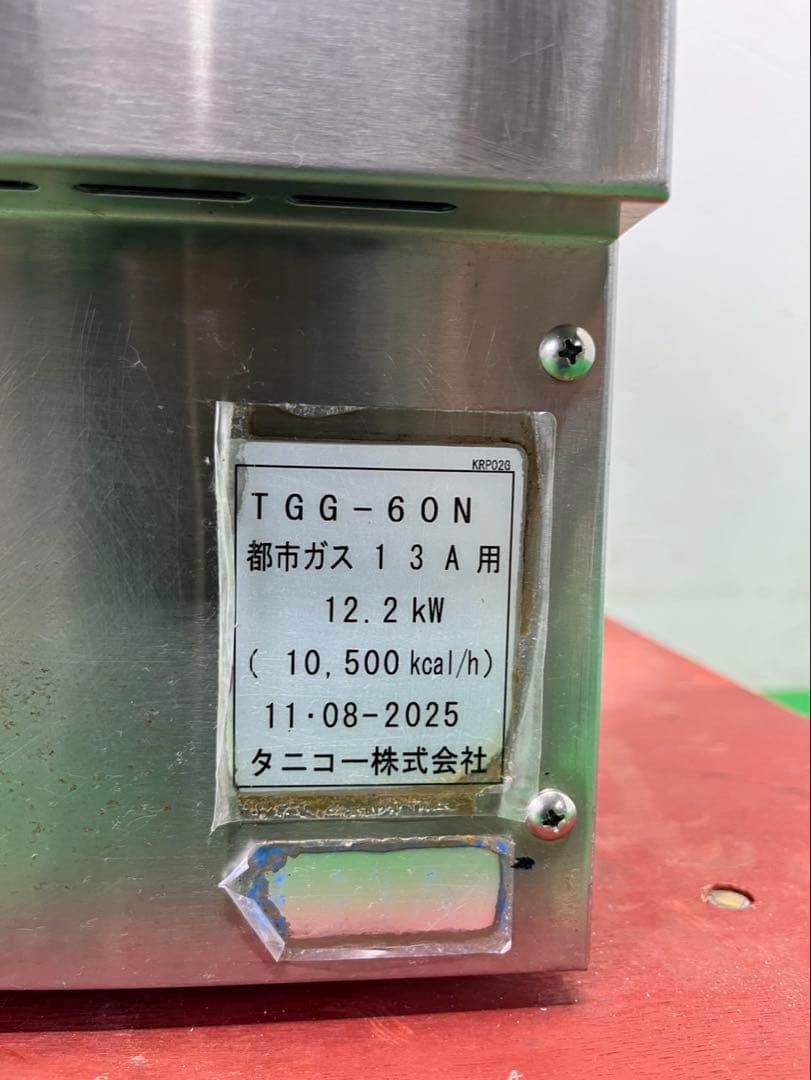 KRP02G
TGG-60N
都市ガス 13A用
12.2kW
( 10,500kcal/h)
11・08-2025
タニコー株式会社